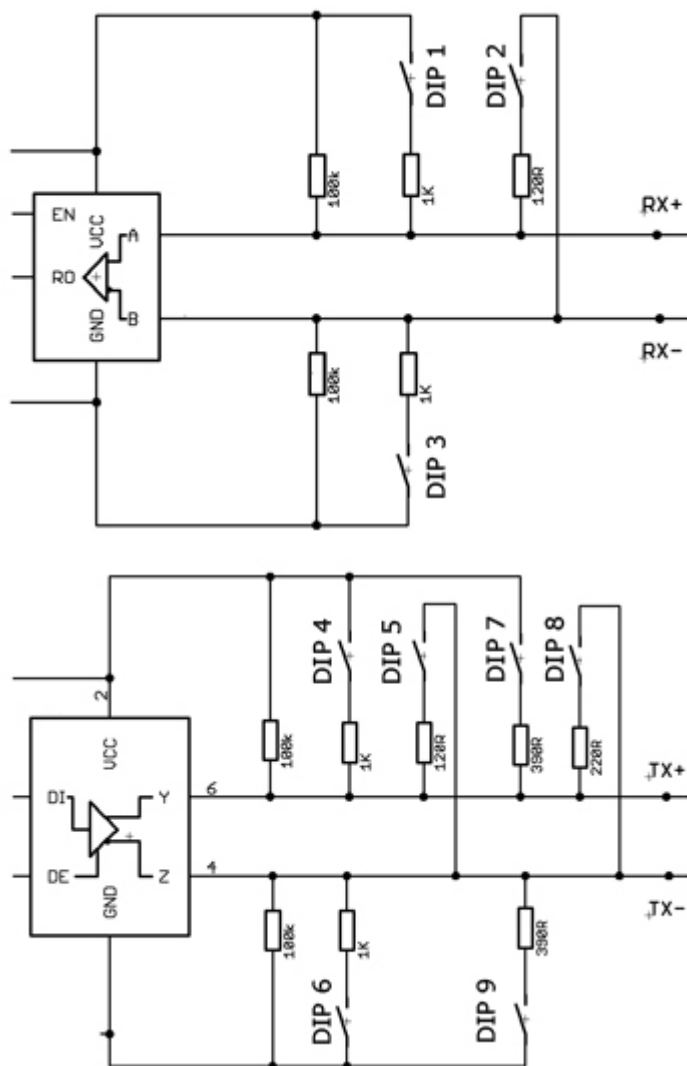 DIP 1
DIP 2
100k
1K
120R
EN
VCC
A
RX+
RO
GND
B
RX-
100k
1K
DIP 3
DIP 4
DIP 5
DIP 7
DIP 8
2
100k
1K
120R
390R
220R
VCC
DI
Y
6
TX+
DE
Z
4
GND
TX-
100k
1K
390R
DIP 6
DIP 9